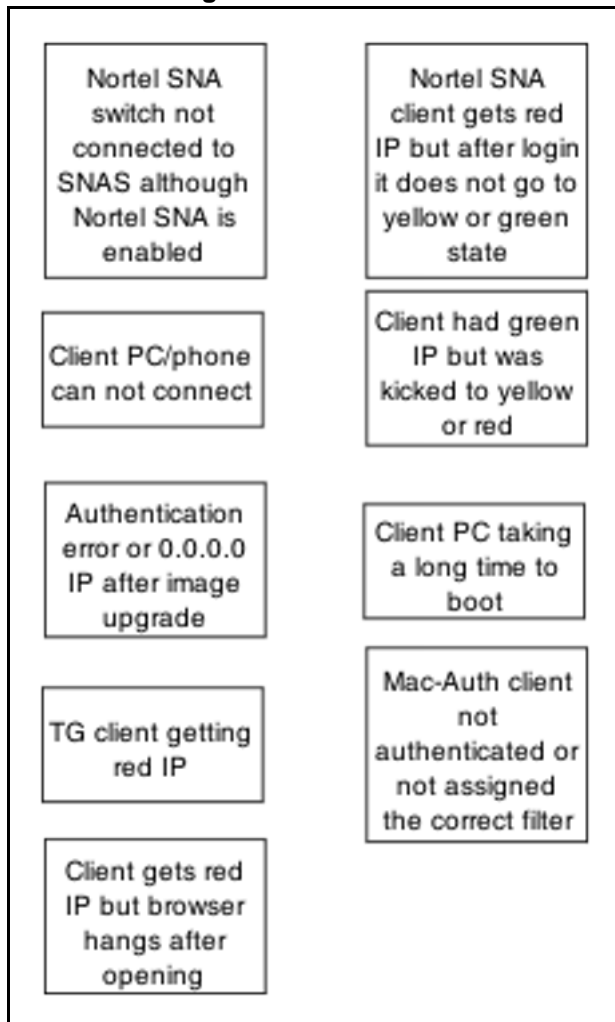 Nortel SNA
switch not
connected to
SNAS although
Nortel SNA is
enabled
Client PC/phone
can not connect
Authentication
error or 0.0.0.0
IP after image
upgrade
TG client getting
red IP
Client gets red
IP but browser
hangs after
opening
Nortel SNA
client gets red
IP but after login
it does not go to
yellow or green
state
Client had green
IP but was
kicked to yellow
or red
Client PC taking
a long time to
boot
Mac-Auth client
not
authenticated or
not assigned
the correct filter